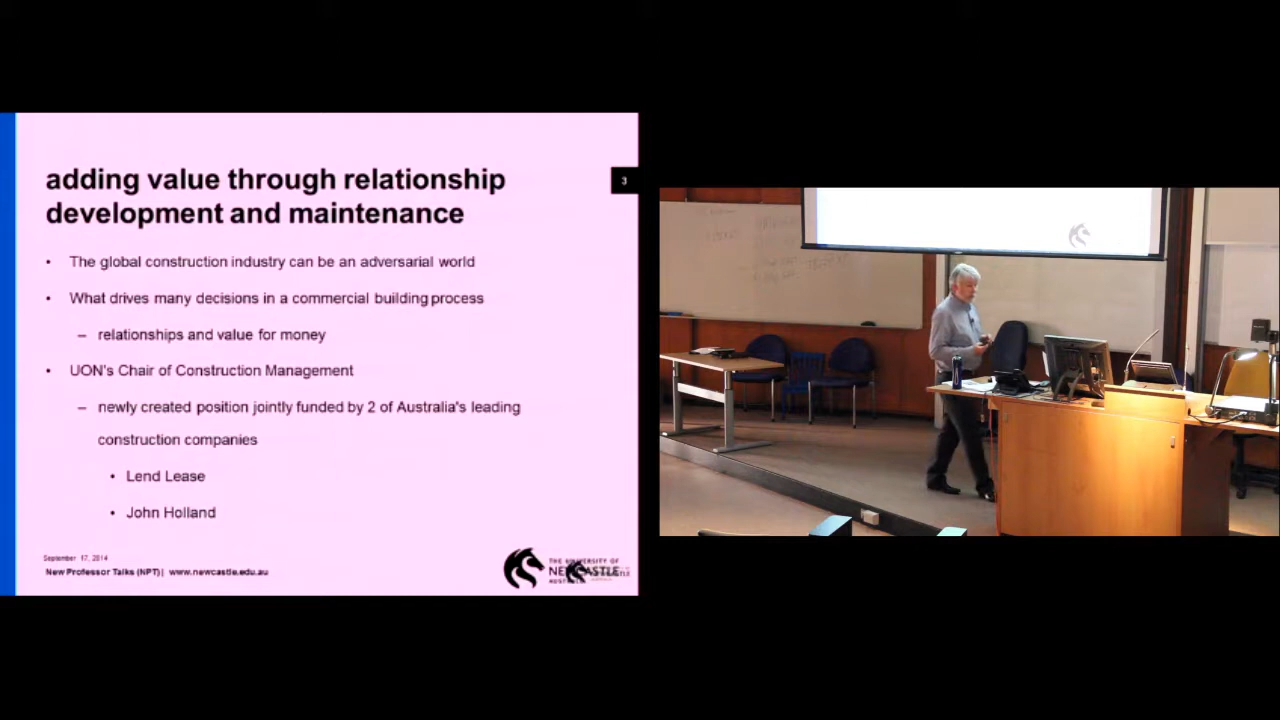 adding value through relationship
development and maintenance
3
• The global construction industry can be an adversarial world
• What drives many decisions in a commercial building process
– relationships and value for money
• UON's Chair of Construction Management
– newly created position jointly funded by 2 of Australia's leading
construction companies
• Lend Lease
• John Holland
September 17, 2014
New Professor Talks (NPT) | www.newcastle.edu.au
THE UNIVERSITY OF
NEWCASTLE
AUSTRALIA